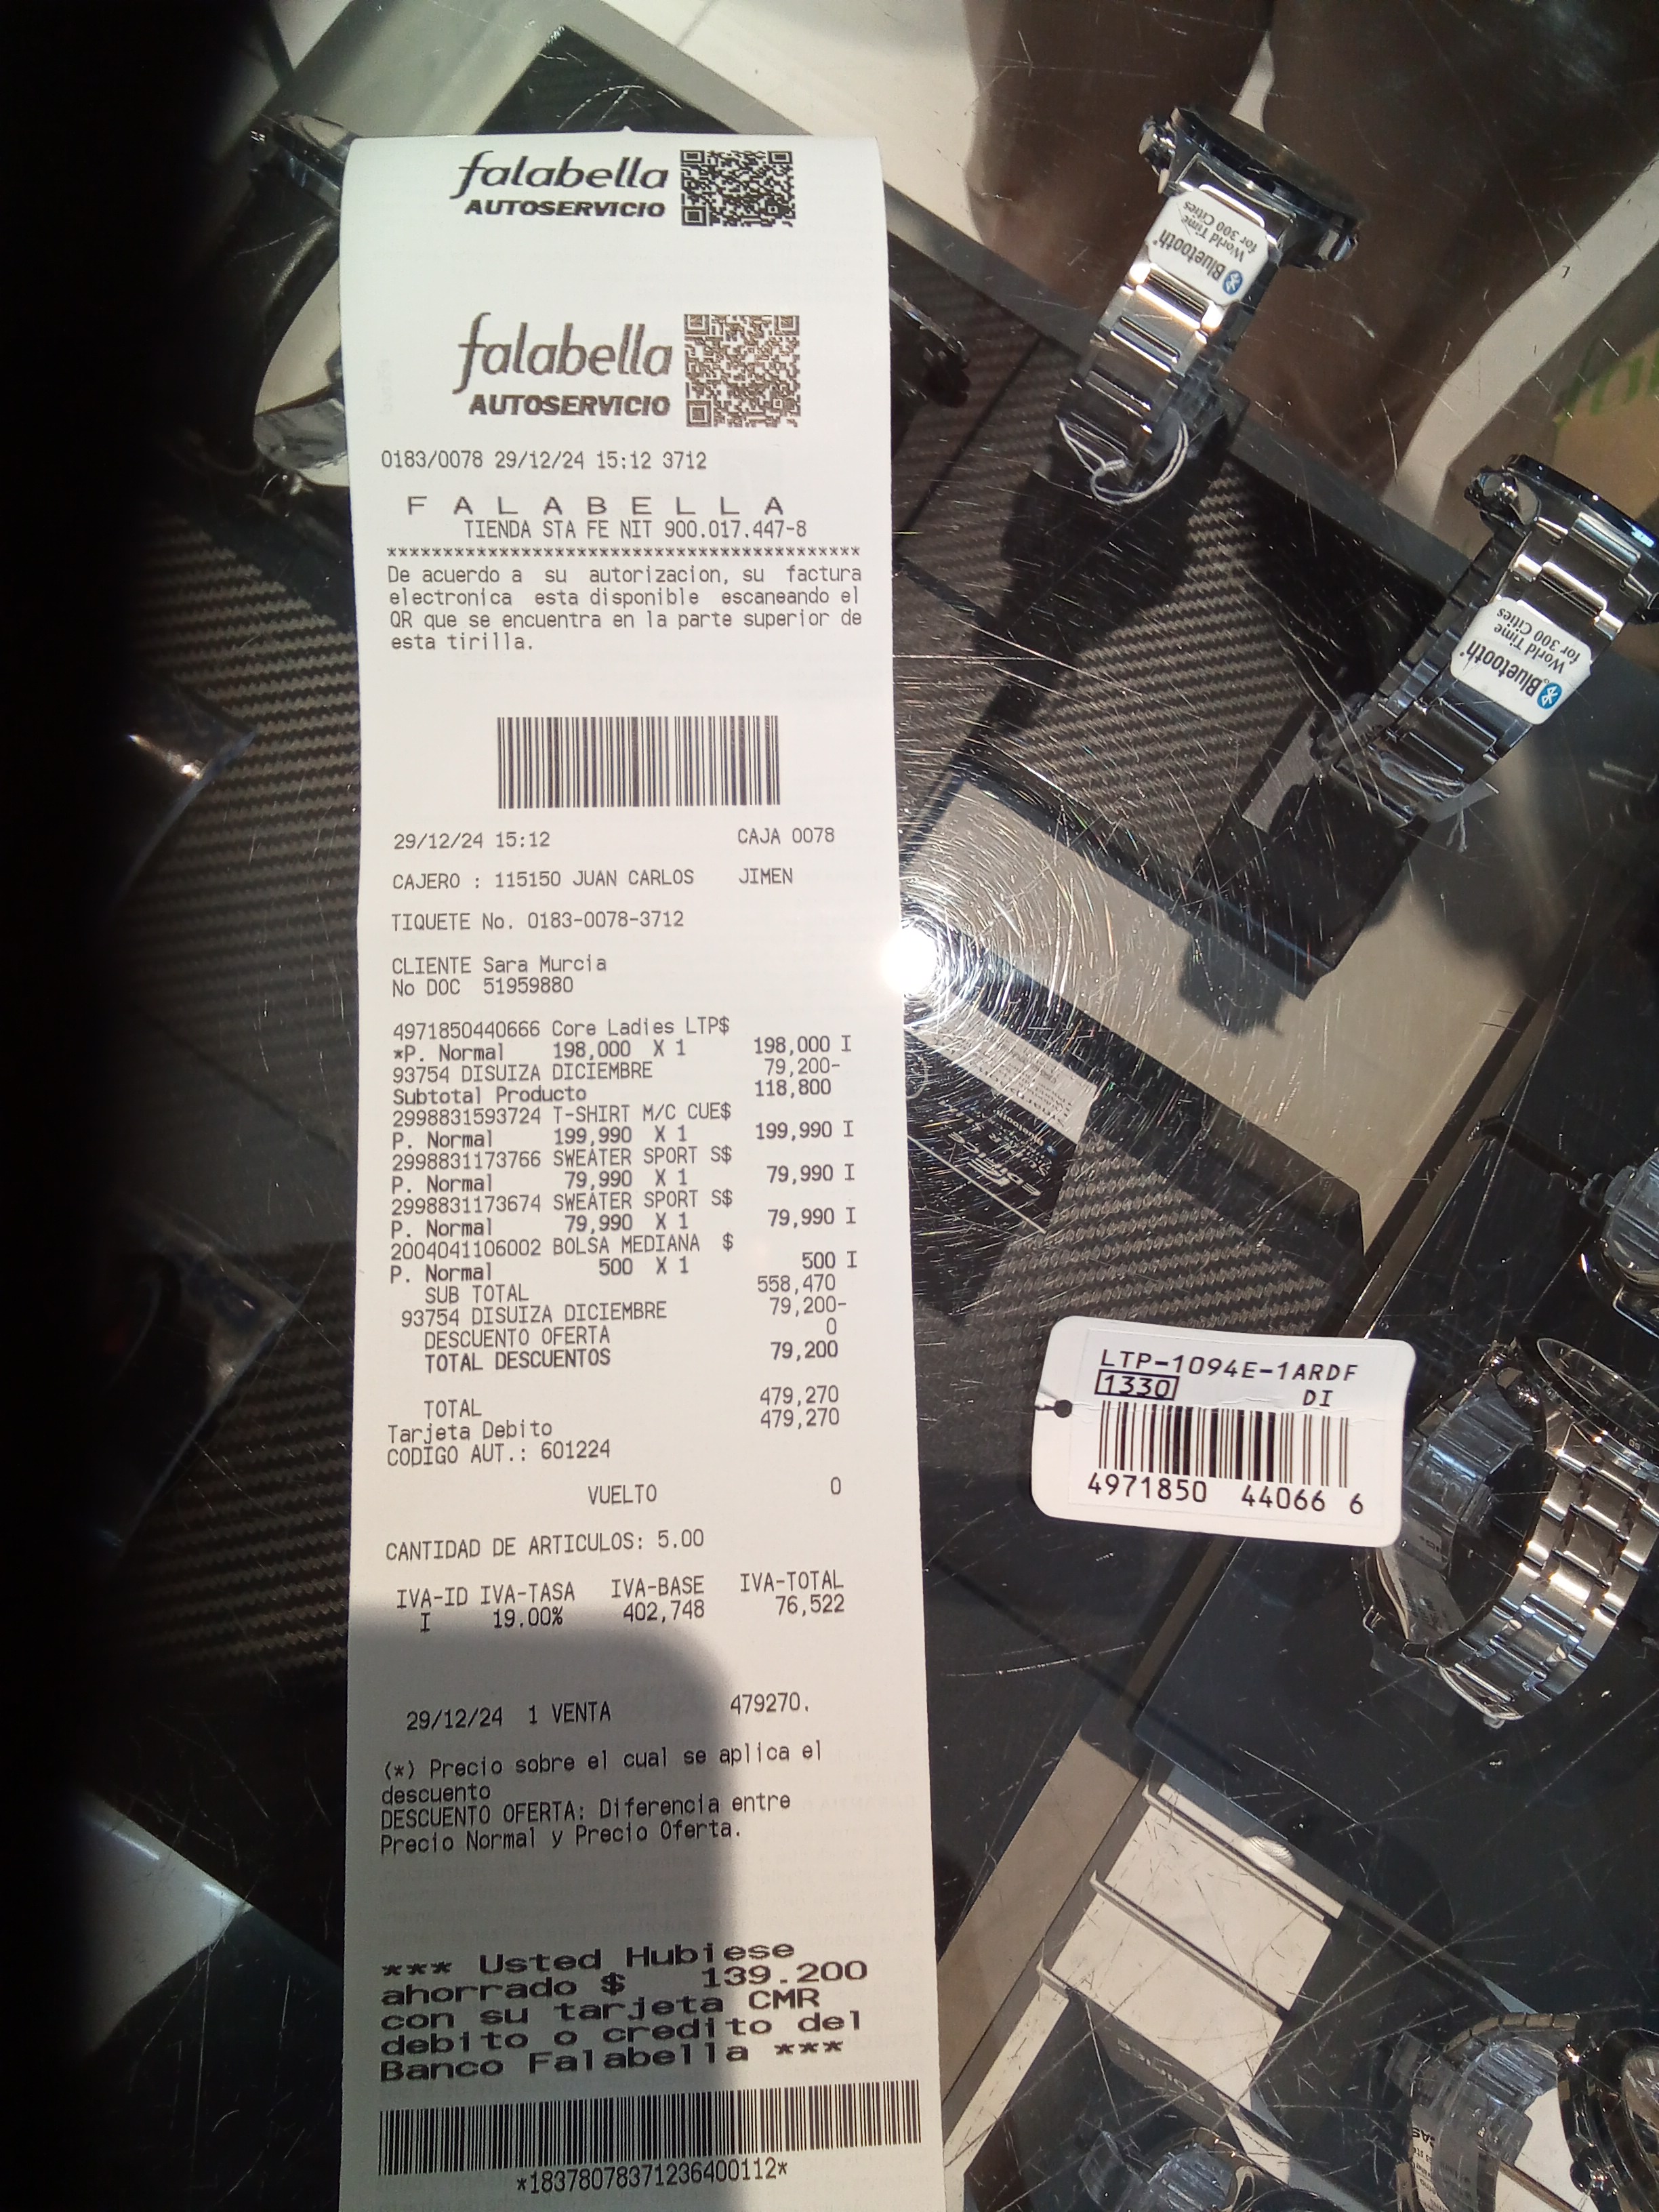 falabella
AUTOSERVICIO
falabella
AUTOSERVICIO
0183/0078 29/12/24 15:12 3712
F A L A B E L L A
TIENDA STA FE NIT 900.017.447-8
******************************************
De acuerdo a su autorizacion, su factura
electronica esta disponible escaneando el
QR que se encuentra en la parte superior de
esta tirilla.
29/12/24 15:12 CAJA 0078
CAJERO : 115150 JUAN CARLOS JIMEN
TIQUETE No. 0183-0078-3712
CLIENTE Sara Murcia
No DOC 51959880
4971850440666 Core Ladies LTP$
*P. Normal 198,000 X 1 198,000 I
93754 DISUIZA DICIEMBRE 79,200-
Subtotal Producto 118,800
2998831593724 T-SHIRT M/C CUE$
P. Normal 199,990 X 1 199,990 I
2998831173766 SWEATER SPORT S$
P. Normal 79,990 X 1 79,990 I
2998831173674 SWEATER SPORT S$
P. Normal 79,990 X 1 79,990 I
2004041106002 BOLSA MEDIANA $
P. Normal 500 X 1 500 I
SUB TOTAL 558,470
93754 DISUIZA DICIEMBRE 79,200-
DESCUENTO OFERTA 0
TOTAL DESCUENTOS 79,200
TOTAL 479,270
Tarjeta Debito 479,270
CODIGO AUT.: 601224
VUELTO 0
CANTIDAD DE ARTICULOS: 5.00
IVA-ID IVA-TASA IVA-BASE IVA-TOTAL
I 19.00% 402,748 76,522
29/12/24 1 VENTA 479270.
(*) Precio sobre el cual se aplica el
descuento
DESCUENTO OFERTA: Diferencia entre
Precio Normal y Precio Oferta.
*** Usted Hubiese
ahorrado $ 139.200
con su tarjeta CMR
debito o credito del
Banco Falabella ***
*18378078371236400112*
Bluetooth
World Time
for 300 Cities
Bluetooth
World Time
for 300 Cities
LTP-1094E-1ARDF
1330 DI
4971850 44066 6